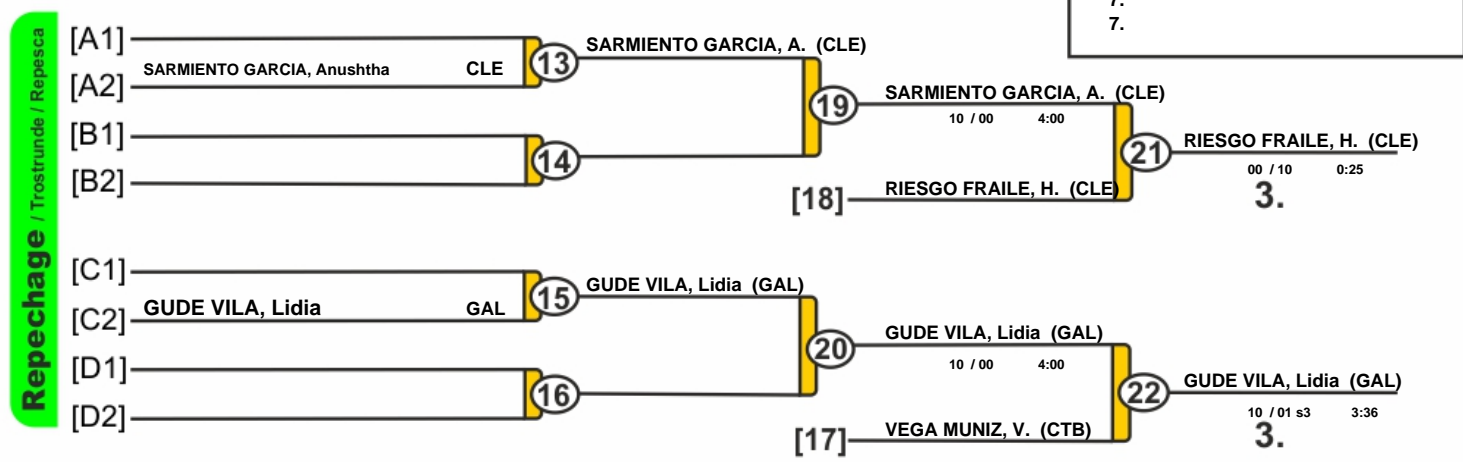 7.
7.
Repechage / Trostrunde / Repesca
[A1]
SARMIENTO GARCIA, Anushtha CLE
[A2]
13
SARMIENTO GARCIA, A. (CLE)
[B1]
[B2]
14
19
SARMIENTO GARCIA, A. (CLE)
10 / 00 4:00
[18]
RIESGO FRAILE, H. (CLE)
21
RIESGO FRAILE, H. (CLE)
00 / 10 0:25
3.
[C1]
GUDE VILA, Lidia GAL
[C2]
15
GUDE VILA, Lidia (GAL)
[D1]
[D2]
16
20
GUDE VILA, Lidia (GAL)
10 / 00 4:00
[17]
VEGA MUNIZ, V. (CTB)
22
GUDE VILA, Lidia (GAL)
10 / 01 s3 3:36
3.